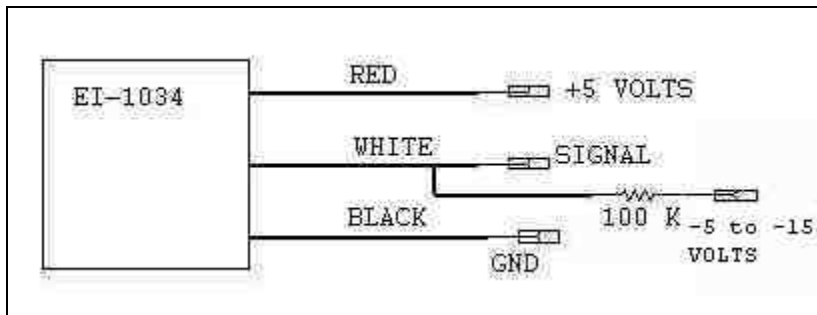 RED
EI-1034
+5 VOLTS
WHITE
SIGNAL
BLACK
100 K
-5 to -15
VOLTS
GND